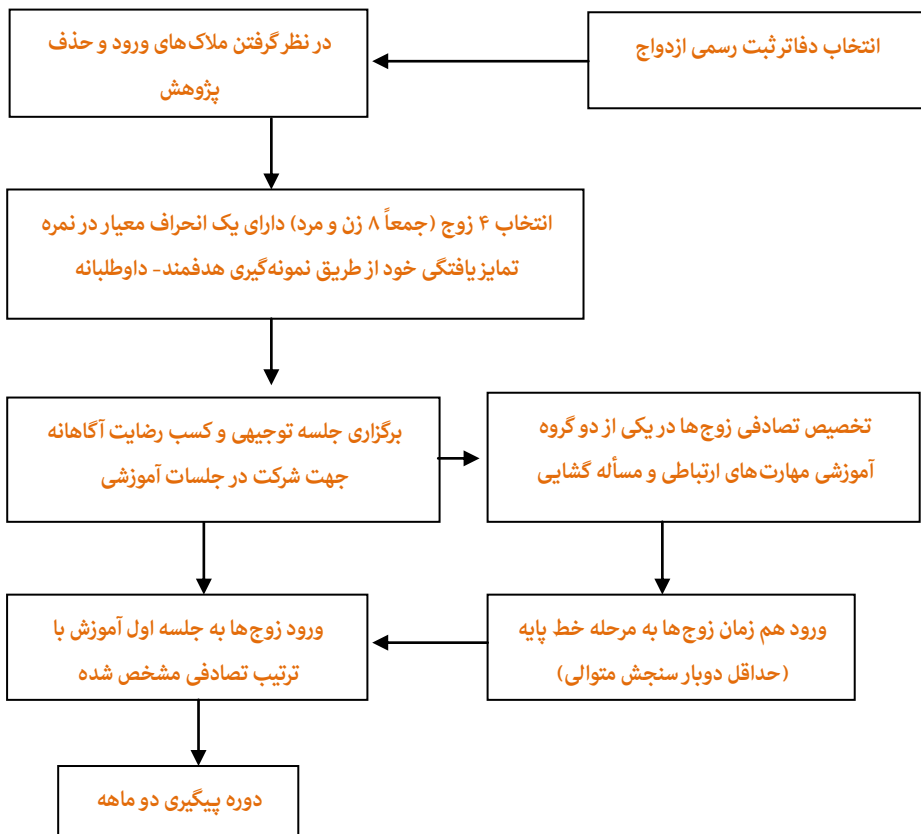 انتخاب دفاتر ثبت رسمی ازدواج
در نظر گرفتن ملاک‌های ورود و حذف
پژوهش
انتخاب ۴ زوج (جمعاً ۸ زن و مرد) دارای یک انحراف معیار در نمره
تمایز یافتگی خود از طریق نمونه‌گیری هدفمند- داوطلبانه
برگزاری جلسه توجیهی و کسب رضایت آگاهانه
جهت شرکت در جلسات آموزشی
تخصیص تصادفی زوج‌ها در یکی از دو گروه
آموزشی مهارت‌های ارتباطی و مسأله گشایی
ورود هم زمان زوج‌ها به مرحله خط پایه
(حداقل دوبار سنجش متوالی)
ورود زوج‌ها به جلسه اول آموزش با
ترتیب تصادفی مشخص شده
دوره پیگیری دو ماهه